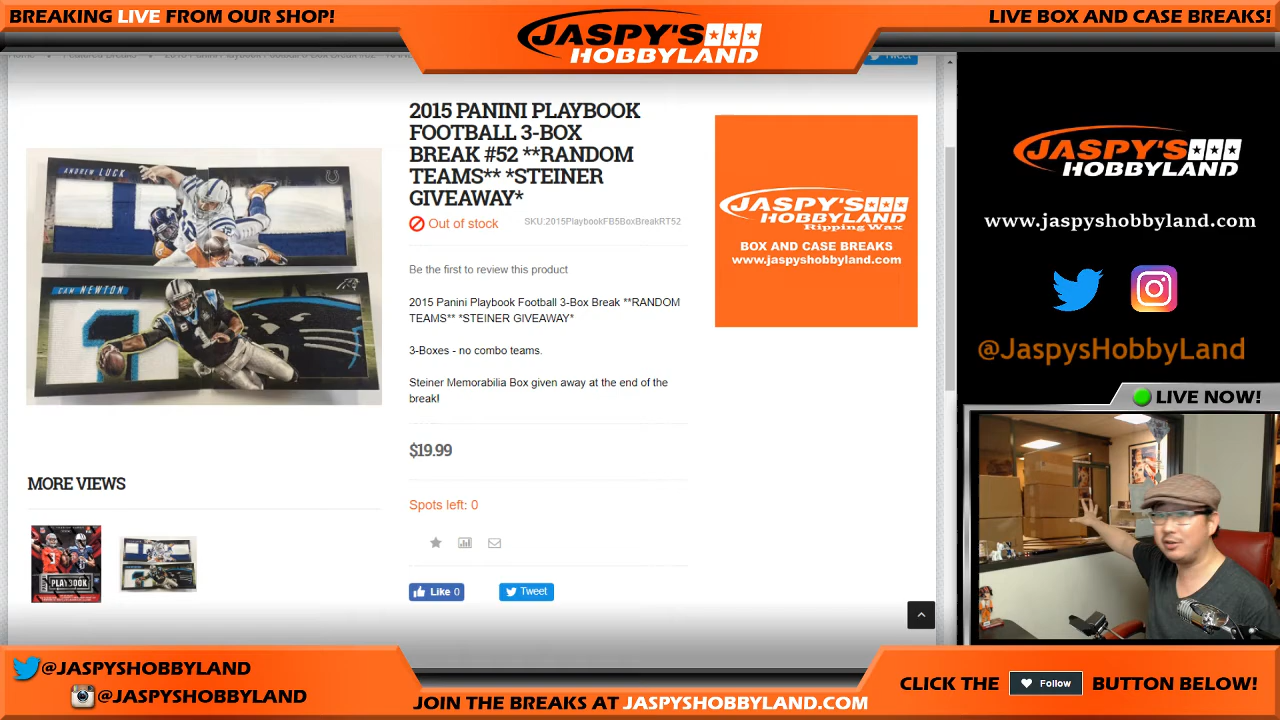 BREAKING LIVE FROM OUR SHOP!
JASPY'S
HOBBYLAND
LIVE BOX AND CASE BREAKS!
Tweet
2015 PANINI PLAYBOOK
FOOTBALL 3-BOX
BREAK #52 **RANDOM
TEAMS** *STEINER
GIVEAWAY*
Out of stock
SKU:2015PlaybookFB5BoxBreakRT52
Be the first to review this product
2015 Panini Playbook Football 3-Box Break **RANDOM
TEAMS** *STEINER GIVEAWAY*
3-Boxes - no combo teams.
Steiner Memorabilia Box given away at the end of the
break!
$19.99
Spots left: 0
Like 0
Tweet
ANDREW LUCK
CAM NEWTON
MORE VIEWS
PLAYBOOK
JASPY'S
HOBBYLAND
Ripping Wax
BOX AND CASE BREAKS
www.jaspyshobbyland.com
JASPY'S
HOBBYLAND
www.jaspyshobbyland.com
@JaspysHobbyLand
LIVE NOW!
@JASPYSHOBBYLAND
@JASPYSHOBBYLAND
JOIN THE BREAKS AT JASPYSHOBBYLAND.COM
CLICK THE Follow BUTTON BELOW!